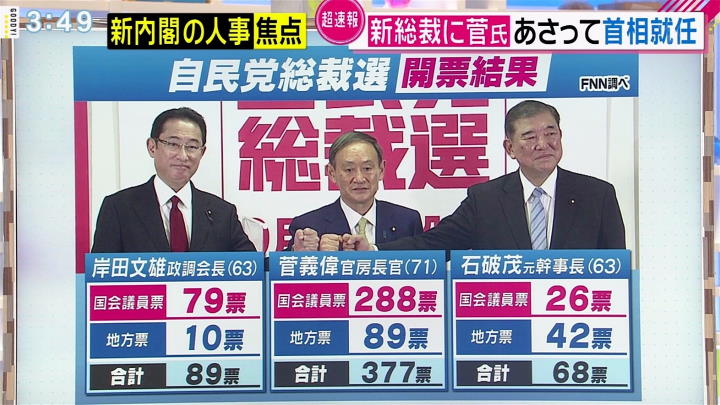 GOODAY!
3:49
新内閣の人事 焦点
超速報
新総裁に菅氏 あさって首相就任
自民党総裁選 開票結果
FNN調べ
総裁選
岸田文雄政調会長(63)
国会議員票 79票
地方票 10票
合計 89票
菅義偉官房長官(71)
国会議員票 288票
地方票 89票
合計 377票
石破茂元幹事長(63)
国会議員票 26票
地方票 42票
合計 68票